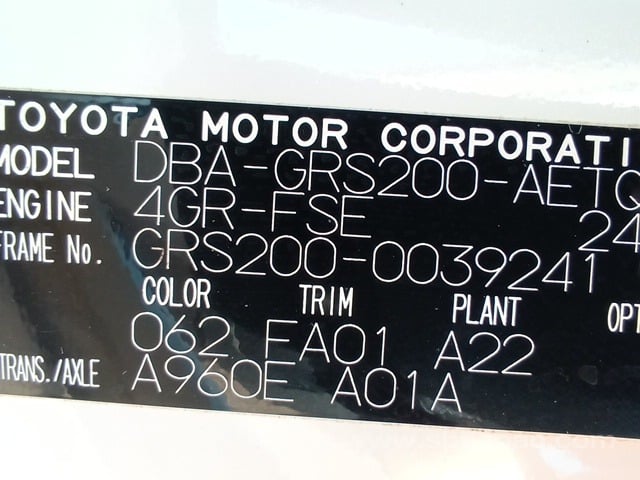 TOYOTA MOTOR CORPORATI
MODEL DBA-GRS200-AETQ
ENGINE 4GR-FSE 24
FRAME No. GRS200-0039241
COLOR TRIM PLANT OPT
062 EA01 A22
TRANS./AXLE A960E A01A